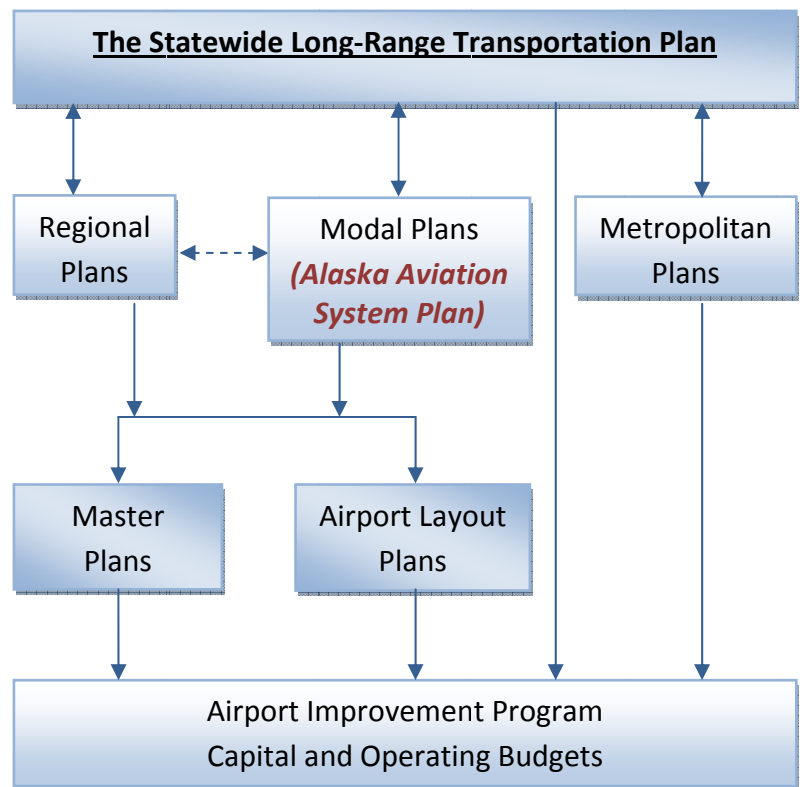 The Statewide Long-Range Transportation Plan
Regional
Plans
Modal Plans
(Alaska Aviation
System Plan)
Metropolitan
Plans
Master
Plans
Airport Layout
Plans
Airport Improvement Program
Capital and Operating Budgets